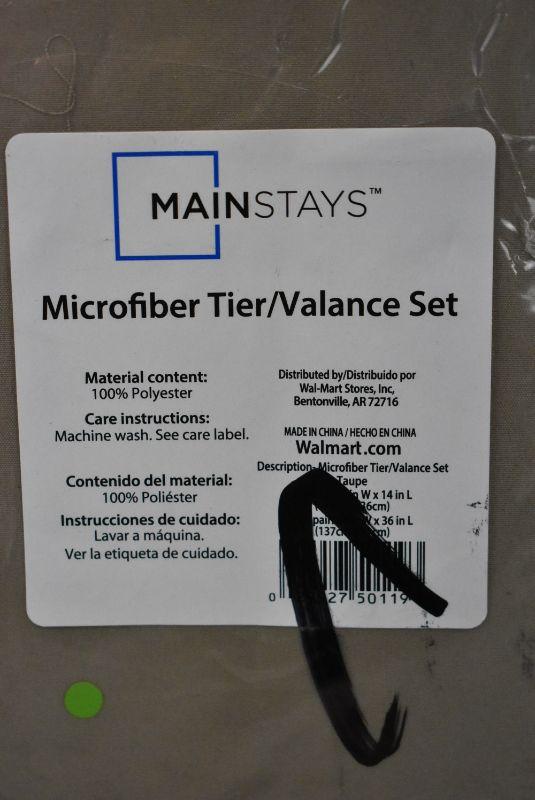 MAINSTAYS™
Microfiber Tier/Valance Set
Material content:
100% Polyester
Care instructions:
Machine wash. See care label.
Contenido del material:
100% Poliéster
Instrucciones de cuidado:
Lavar a máquina.
Ver la etiqueta de cuidado.
Distributed by/Distribuido por
Wal-Mart Stores, Inc,
Bentonville, AR 72716
MADE IN CHINA / HECHO EN CHINA
Walmart.com
Description- Microfiber Tier/Valance Set
Taupe
W x 14 in L
x 36 in L
0 27 50119